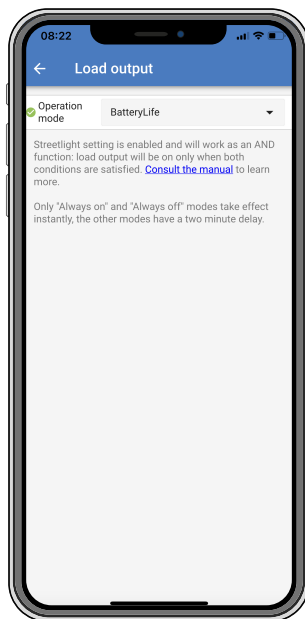 08:22
Load output
Operation
mode
BatteryLife
Streetlight setting is enabled and will work as an AND
function: load output will be on only when both
conditions are satisfied. Consult the manual to learn
more.
Only "Always on" and "Always off" modes take effect
instantly, the other modes have a two minute delay.